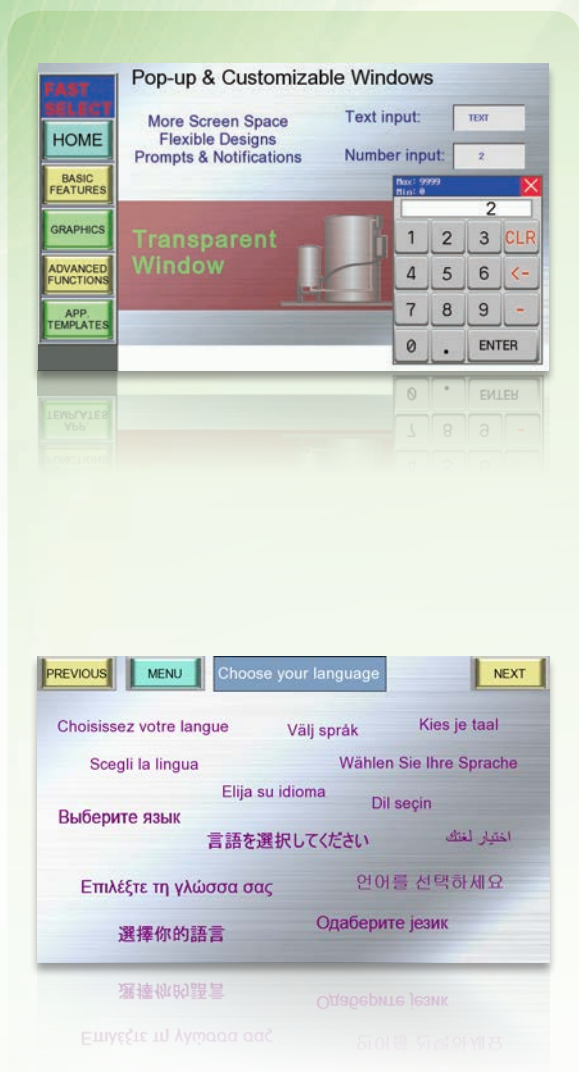 FAST
SELECT
HOME
BASIC
FEATURES
GRAPHICS
ADVANCED
FUNCTIONS
APP.
TEMPLATES
Pop-up & Customizable Windows
More Screen Space
Flexible Designs
Prompts & Notifications
Text input: TEXT
Number input: 2
Transparent
Window
Max: 9999
Min: 0
2
1 2 3 CLR
4 5 6 <-
7 8 9 -
0 . ENTER
PREVIOUS MENU Choose your language NEXT
Choisissez votre langue Välj språk Kies je taal
Scegli la lingua Wählen Sie Ihre Sprache
Elija su idioma Dil seçin
Выберите язык
言語を選択してください اختيار لغتك
Επιλέξτε τη γλώσσα σας 언어를 선택하세요
選擇你的語言 Одаберите језик